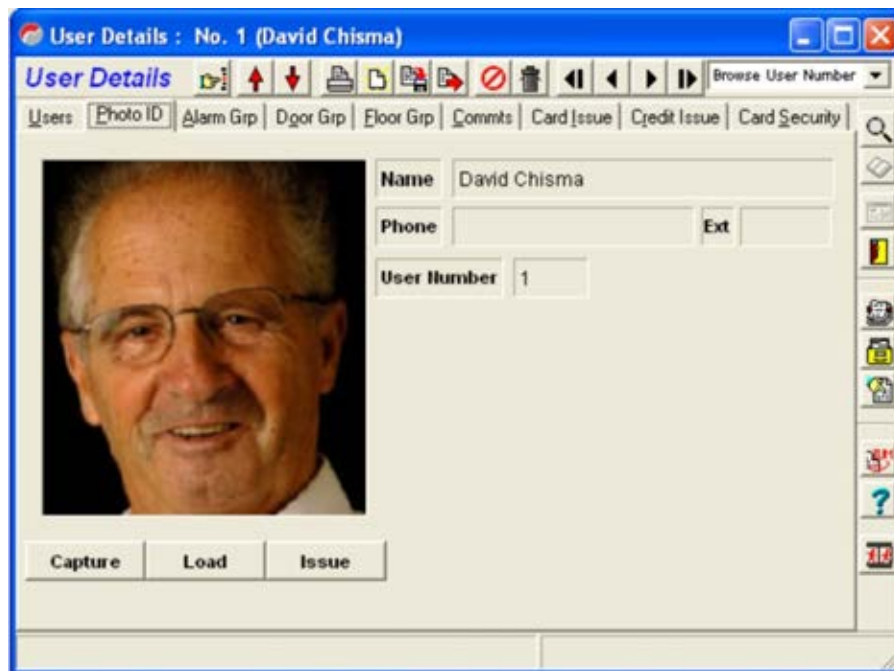 User Details : No. 1 (David Chisma)
User Details
Browse User Number
Users Photo ID Alarm Grp Door Grp Floor Grp Commts Card Issue Credit Issue Card Security
Name David Chisma
Phone Ext
User Number 1
Capture Load Issue
?